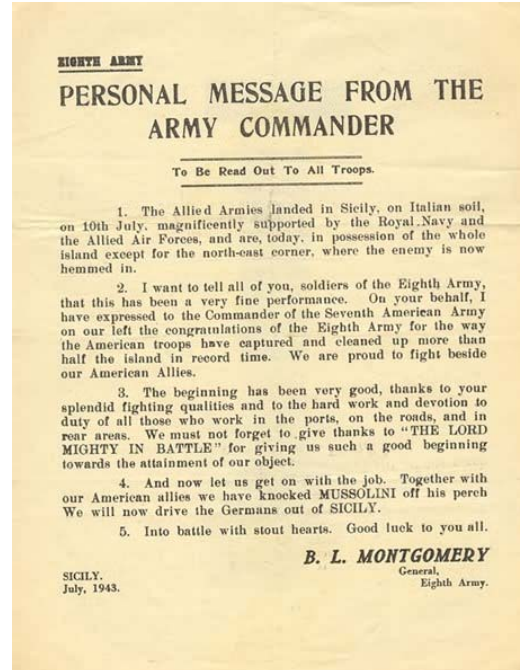 EIGHTH ARMY
PERSONAL MESSAGE FROM THE
ARMY COMMANDER
To Be Read Out To All Troops.
1. The Allied Armies landed in Sicily, on Italian soil,
on 10th July, magnificently supported by the Royal Navy and
the Allied Air Forces, and are, today, in possession of the whole
island except for the north-east corner, where the enemy is now
hemmed in.
2. I want to tell all of you, soldiers of the Eighth Army,
that this has been a very fine performance. On your behalf, I
have expressed to the Commander of the Seventh American Army
on our left the congratulations of the Eighth Army for the way
the American troops have captured and cleaned up more than
half the island in record time. We are proud to fight beside
our American Allies.
3. The beginning has been very good, thanks to your
splendid fighting qualities and to the hard work and devotion to
duty of all those who work in the ports, on the roads, and in
rear areas. We must not forget to give thanks to "THE LORD
MIGHTY IN BATTLE" for giving us such a good beginning
towards the attainment of our object.
4. And now let us get on with the job. Together with
our American allies we have knocked MUSSOLINI off his perch
We will now drive the Germans out of SICILY.
5. Into battle with stout hearts. Good luck to you all.
B. L. MONTGOMERY
General,
Eighth Army.
SICILY.
July, 1943.